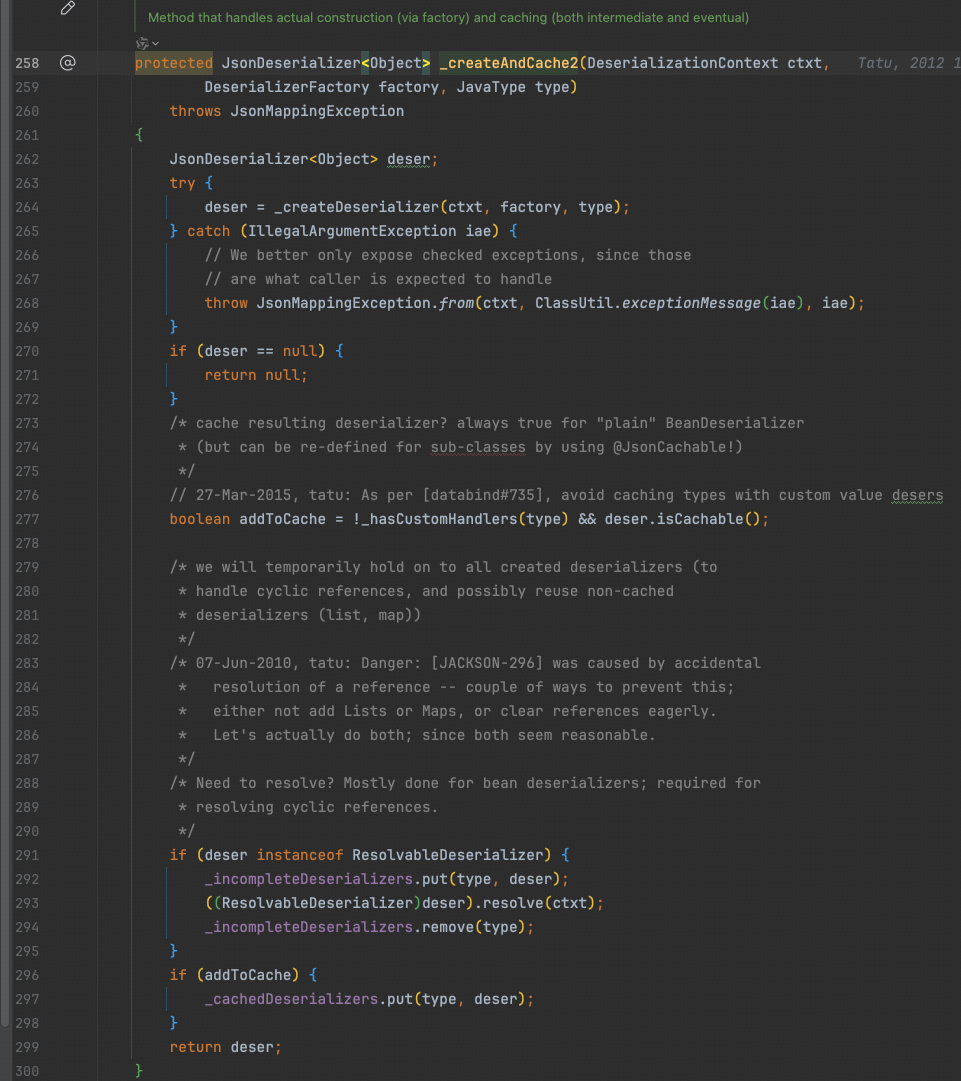 Method that handles actual construction (via factory) and caching (both intermediate and eventual)
258 @ protected JsonDeserializer<Object> _createAndCache2(DeserializationContext ctxt, Tatu, 2012 1
259 DeserializerFactory factory, JavaType type)
260 throws JsonMappingException
261 {
262 JsonDeserializer<Object> deser;
263 try {
264 deser = _createDeserializer(ctxt, factory, type);
265 } catch (IllegalArgumentException iae) {
266 // We better only expose checked exceptions, since those
267 // are what caller is expected to handle
268 throw JsonMappingException.from(ctxt, ClassUtil.exceptionMessage(iae), iae);
269 }
270 if (deser == null) {
271 return null;
272 }
273 /* cache resulting deserializer? always true for "plain" BeanDeserializer
274 * (but can be re-defined for sub-classes by using @JsonCachable!)
275 */
276 // 27-Mar-2015, tatu: As per [databind#735], avoid caching types with custom value desers
277 boolean addToCache = !_hasCustomHandlers(type) && deser.isCachable();
278
279 /* we will temporarily hold on to all created deserializers (to
280 * handle cyclic references, and possibly reuse non-cached
281 * deserializers (list, map))
282 */
283 /* 07-Jun-2010, tatu: Danger: [JACKSON-296] was caused by accidental
284 * resolution of a reference -- couple of ways to prevent this;
285 * either not add Lists or Maps, or clear references eagerly.
286 * Let's actually do both; since both seem reasonable.
287 */
288 /* Need to resolve? Mostly done for bean deserializers; required for
289 * resolving cyclic references.
290 */
291 if (deser instanceof ResolvableDeserializer) {
292 _incompleteDeserializers.put(type, deser);
293 ((ResolvableDeserializer)deser).resolve(ctxt);
294 _incompleteDeserializers.remove(type);
295 }
296 if (addToCache) {
297 _cachedDeserializers.put(type, deser);
298 }
299 return deser;
300 }